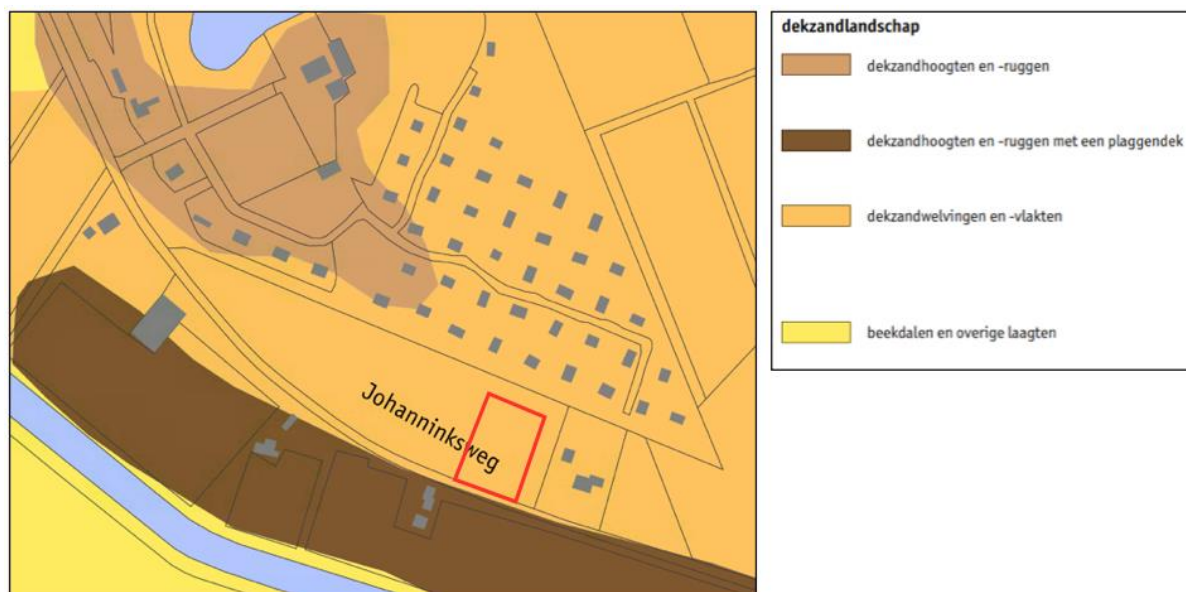 Johanninksweg
dekzandlandschap
dekzandhoogten en -ruggen
dekzandhoogten en -ruggen met een plaggendek
dekzandwelvingen en -vlakten
beekdalen en overige laagten